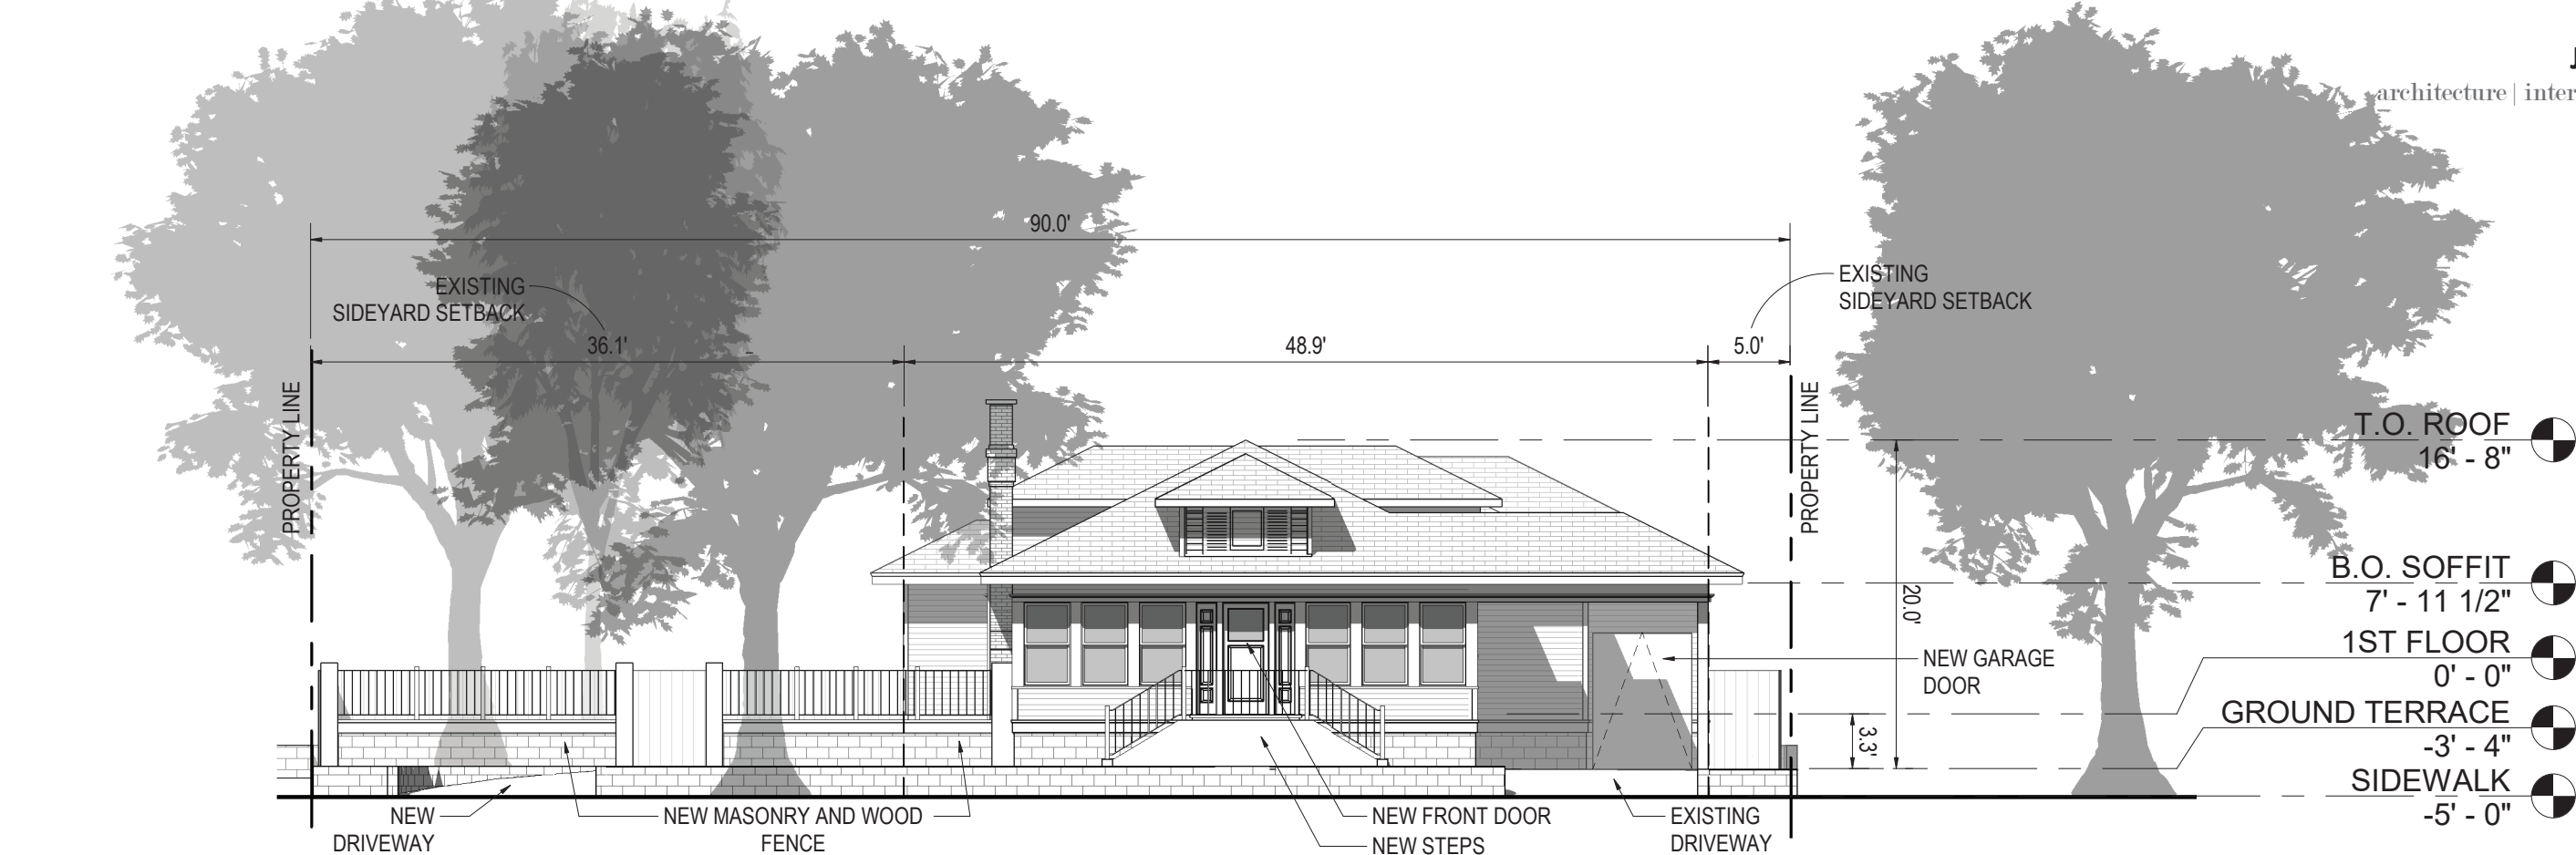 architecture | inter
90.0'
EXISTING
SIDEYARD SETBACK
EXISTING
SIDEYARD SETBACK
36.1'
48.9'
5.0'
PROPERTY LINE
PROPERTY LINE
T.O. ROOF
16' - 8"
B.O. SOFFIT
7' - 11 1/2"
20.0'
1ST FLOOR
0' - 0"
NEW GARAGE
DOOR
GROUND TERRACE
-3' - 4"
3.3'
SIDEWALK
-5' - 0"
NEW
DRIVEWAY
NEW MASONRY AND WOOD
FENCE
NEW FRONT DOOR
NEW STEPS
EXISTING
DRIVEWAY